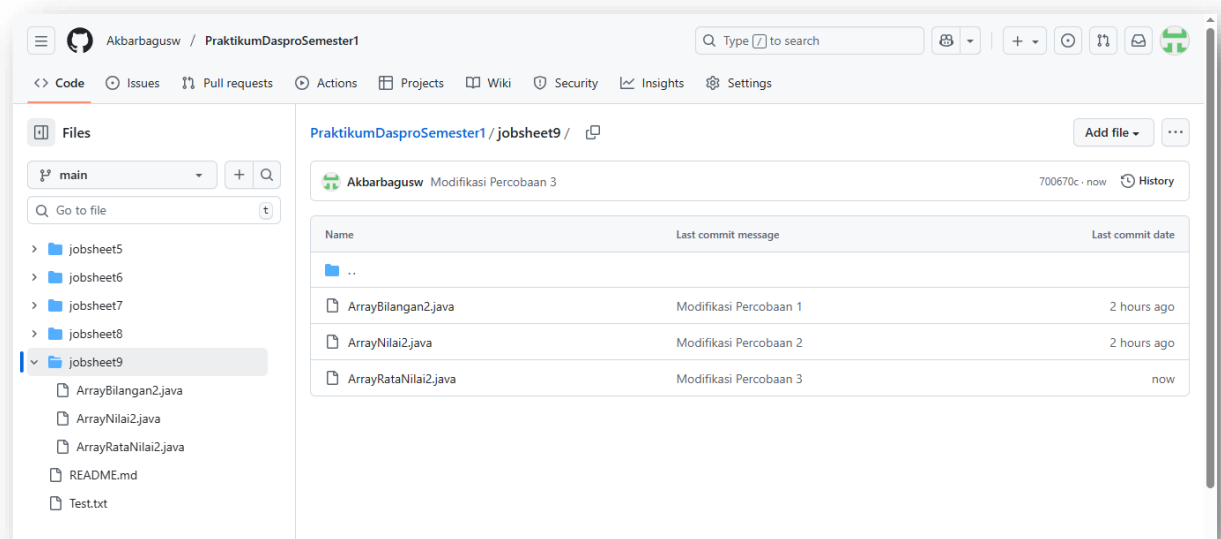 Akbarbagusw / PraktikumDasproSemester1
Type / to search
Code Issues Pull requests Actions Projects Wiki Security Insights Settings
Files
main
Go to file t
jobsheet5
jobsheet6
jobsheet7
jobsheet8
jobsheet9
ArrayBilangan2.java
ArrayNilai2.java
ArrayRataNilai2.java
README.md
Test.txt
PraktikumDasproSemester1 / jobsheet9 /
Add file
Akbarbagusw Modifikasi Percobaan 3
700670c · now History
Name Last commit message Last commit date
..
ArrayBilangan2.java Modifikasi Percobaan 1 2 hours ago
ArrayNilai2.java Modifikasi Percobaan 2 2 hours ago
ArrayRataNilai2.java Modifikasi Percobaan 3 now